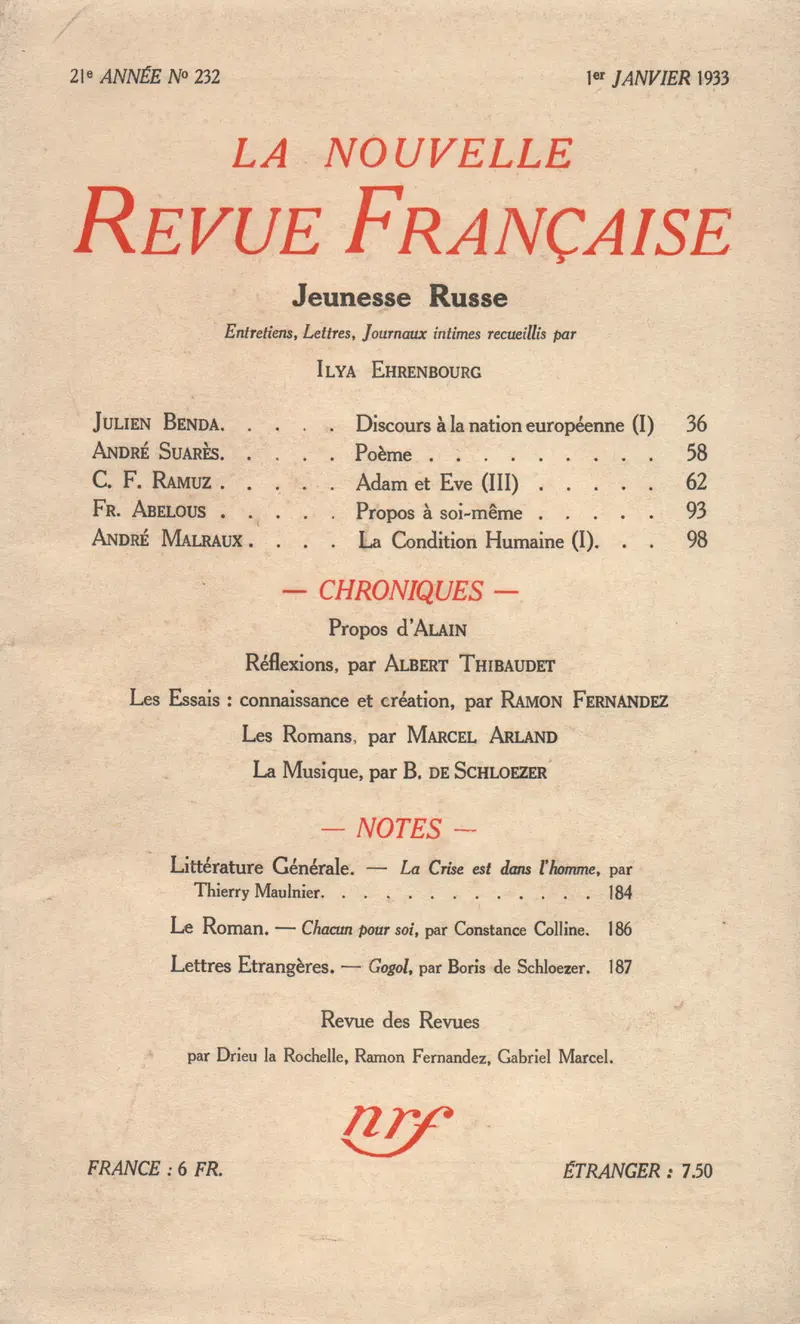 21e ANNÉE No 232
1er JANVIER 1933
LA NOUVELLE
REVUE FRANÇAISE
Jeunesse Russe
Entretiens, Lettres, Journaux intimes recueillis par
ILYA EHRENBOURG
JULIEN BENDA. . . . . Discours à la nation européenne (I) 36
ANDRÉ SUARÈS. . . . . Poème . . . . . . . . . 58
C. F. RAMUZ . . . . . Adam et Eve (III) . . . . . 62
FR. ABELOUS . . . . . Propos à soi-même . . . . . 93
ANDRÉ MALRAUX . . . . La Condition Humaine (I). . . 98
— CHRONIQUES —
Propos d'ALAIN
Réflexions, par ALBERT THIBAUDET
Les Essais : connaissance et création, par RAMON FERNANDEZ
Les Romans, par MARCEL ARLAND
La Musique, par B. DE SCHLOEZER
— NOTES —
Littérature Générale. — La Crise est dans l'homme, par
Thierry Maulnier. . . . . . . . . . . . . 184
Le Roman. — Chacun pour soi, par Constance Colline. 186
Lettres Etrangères. — Gogol, par Boris de Schloezer. 187
Revue des Revues
par Drieu la Rochelle, Ramon Fernandez, Gabriel Marcel.
nrf
FRANCE : 6 FR.
ÉTRANGER : 7.50